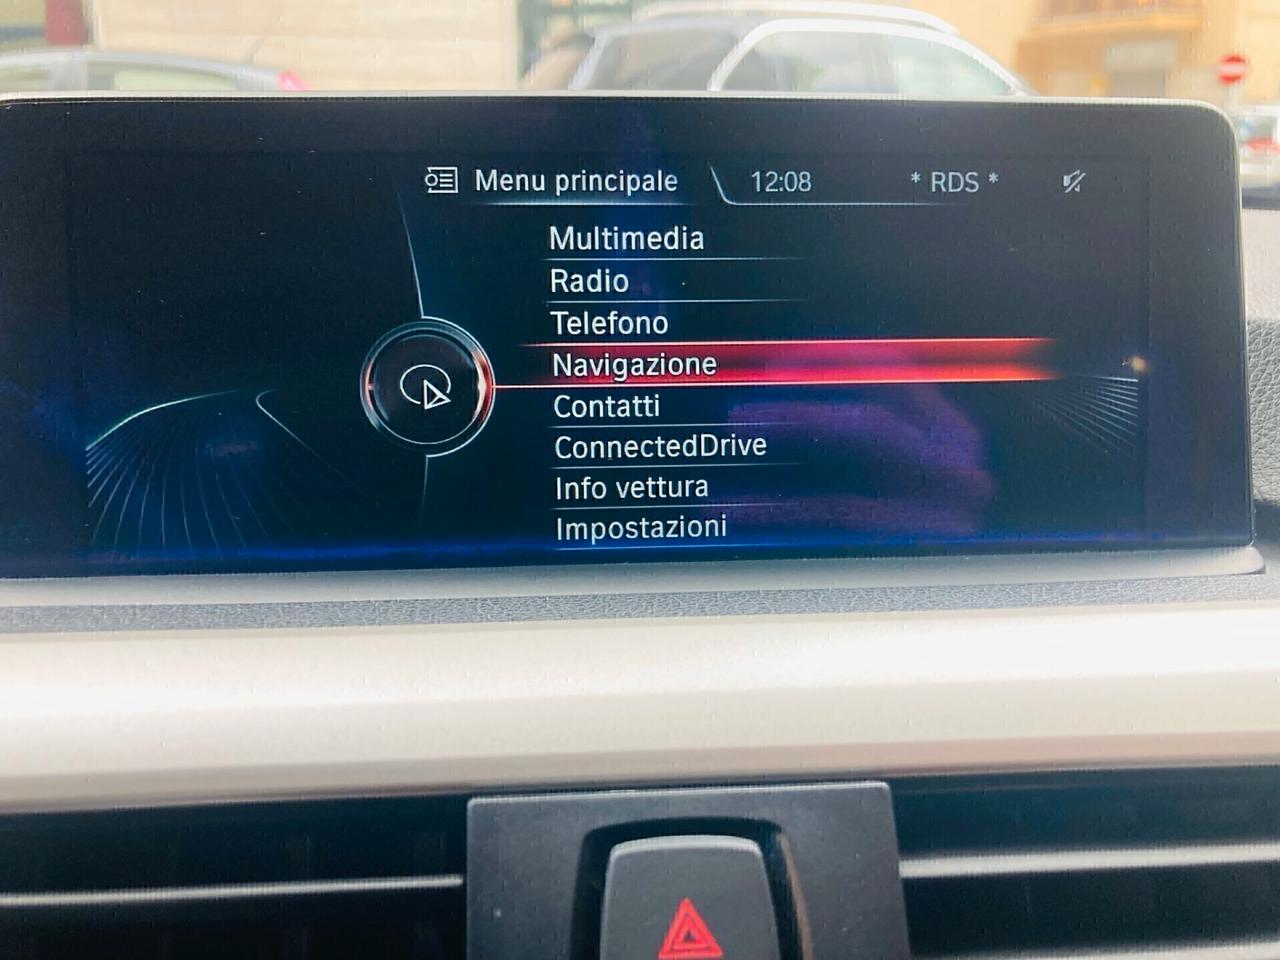 Menu principale 12:08 * RDS *
Multimedia
Radio
Telefono
Navigazione
Contatti
ConnectedDrive
Info vettura
Impostazioni